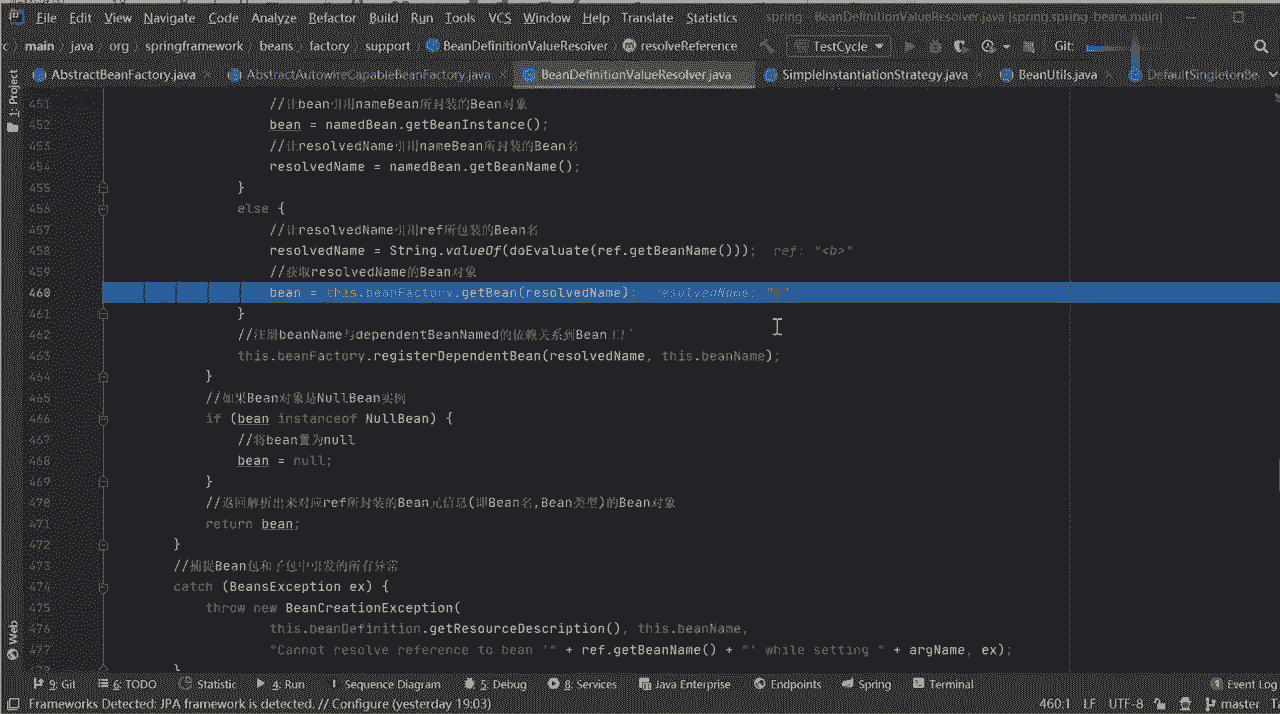 File Edit View Navigate Code Analyze Refactor Build Run Tools VCS Window Help Translate Statistics spring - BeanDefinitionValueResolver.java [spring.spring-beans.main]
main java org springframework beans factory support BeanDefinitionValueResolver resolveReference TestCycle Git:
AbstractBeanFactory.java AbstractAutowireCapableBeanFactory.java BeanDefinitionValueResolver.java SimpleInstantiationStrategy.java BeanUtils.java DefaultSingletonBe
1: Project
451 //让bean引用nameBean所封装的Bean对象
452 bean = namedBean.getBeanInstance();
453 //让resolvedName引用nameBean所封装的Bean名
454 resolvedName = namedBean.getBeanName();
455 }
456 else {
457 //让resolvedName引用ref所包装的Bean名
458 resolvedName = String.valueOf(doEvaluate(ref.getBeanName())); ref: "<b>"
459 //获取resolvedName的Bean对象
460 bean = this.beanFactory.getBean(resolvedName); resolvedName:
461 }
462 //注册beanName与dependentBeanNamed的依赖关系到Bean工厂
463 this.beanFactory.registerDependentBean(resolvedName, this.beanName);
464 }
465 //如果Bean对象是NullBean实例
466 if (bean instanceof NullBean) {
467 //将bean置为null
468 bean = null;
469 }
470 //返回解析出来对应ref所封装的Bean元信息(即Bean名,Bean类型)的Bean对象
471 return bean;
472 }
473 //捕捉Bean包和子包中引发的所有异常
474 catch (BeansException ex) {
475 throw new BeanCreationException(
476 this.beanDefinition.getResourceDescription(), this.beanName,
477 "Cannot resolve reference to bean '" + ref.getBeanName() + "' while setting " + argName, ex);
478 }
Web
9: Git 6: TODO Statistic 4: Run Sequence Diagram 5: Debug 8: Services Java Enterprise Endpoints Spring Terminal 1 Event Log
Frameworks Detected: JPA framework is detected. // Configure (yesterday 19:03) 460:1 LF UTF-8 master